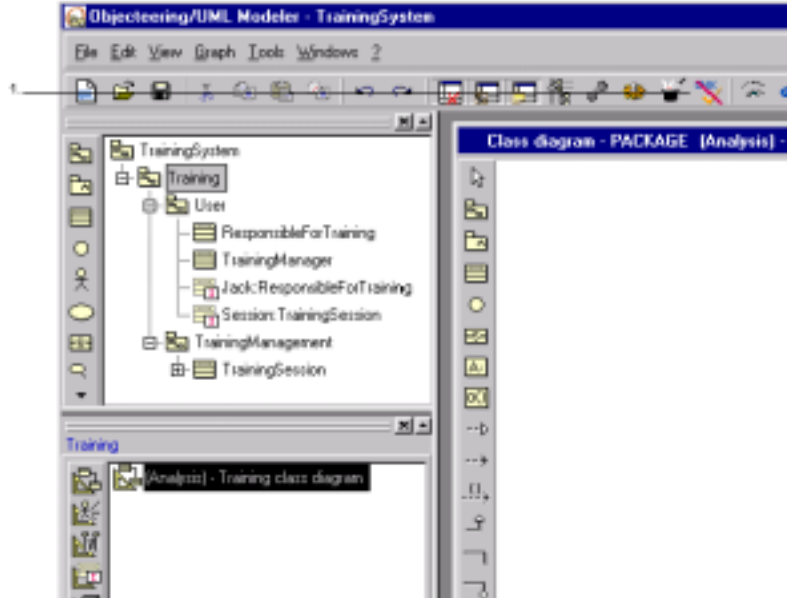 Objecteering/UML Modeler - TrainingSystem
File Edit View Graph Tools Windows ?
1
Class diagram - PACKAGE (Analysis) -
TrainingSystem
Training
User
ResponsibleForTraining
TrainingManager
Jack:ResponsibleForTraining
Session:TrainingSession
TrainingManagement
TrainingSession
Training
(Analysis) - Training class diagram